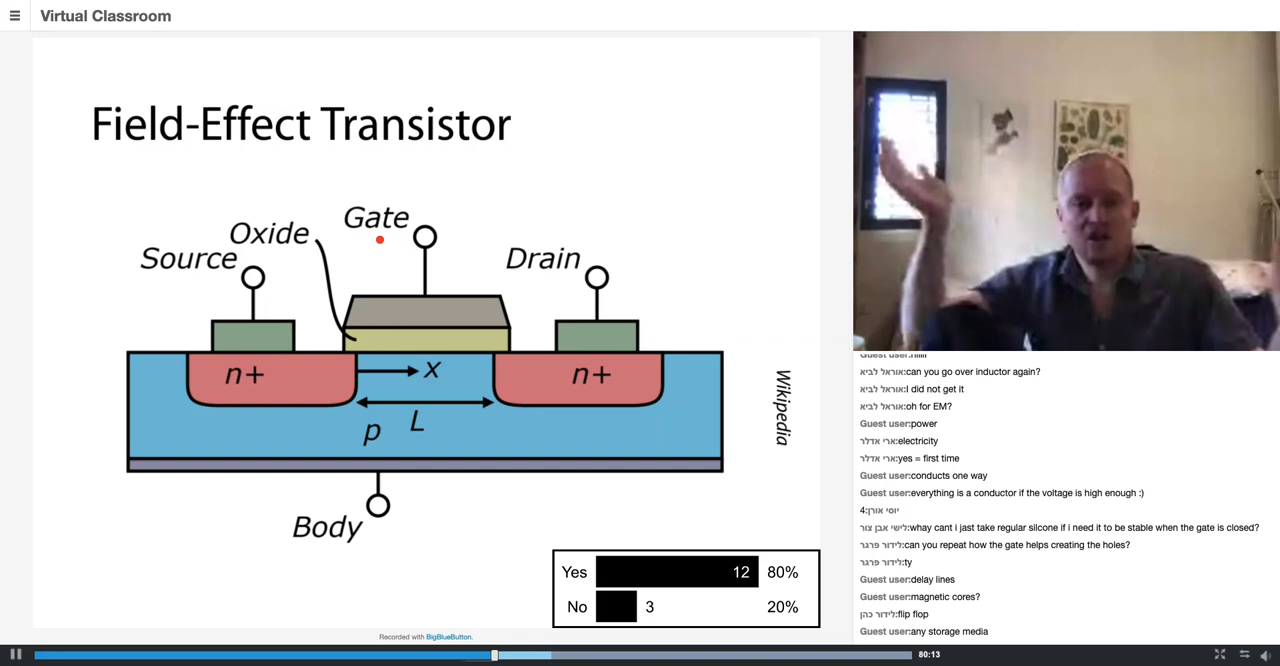 Virtual Classroom
Field-Effect Transistor
Gate
Oxide
Source
Drain
n+
x
n+
L
p
Wikipedia
Body
Yes 12 80%
No 3 20%
Recorded with BigBlueButton.
אוראל לביא:can you go over inductor again?
אוראל לביא:I did not get it
אוראל לביא:oh for EM?
Guest user:power
ארי אדלר:electricity
ארי אדלר:yes = first time
Guest user:conducts one way
Guest user:everything is a conductor if the voltage is high enough :)
יוסי אורן:4
לישי אבן צור:whay cant i jast take regular silcone if i need it to be stable when the gate is closed?
לידור פרגר:can you repeat how the gate helps creating the holes?
לידור פרגר:ty
Guest user:delay lines
Guest user:magnetic cores?
לידור כהן:flip flop
Guest user:any storage media
80:13